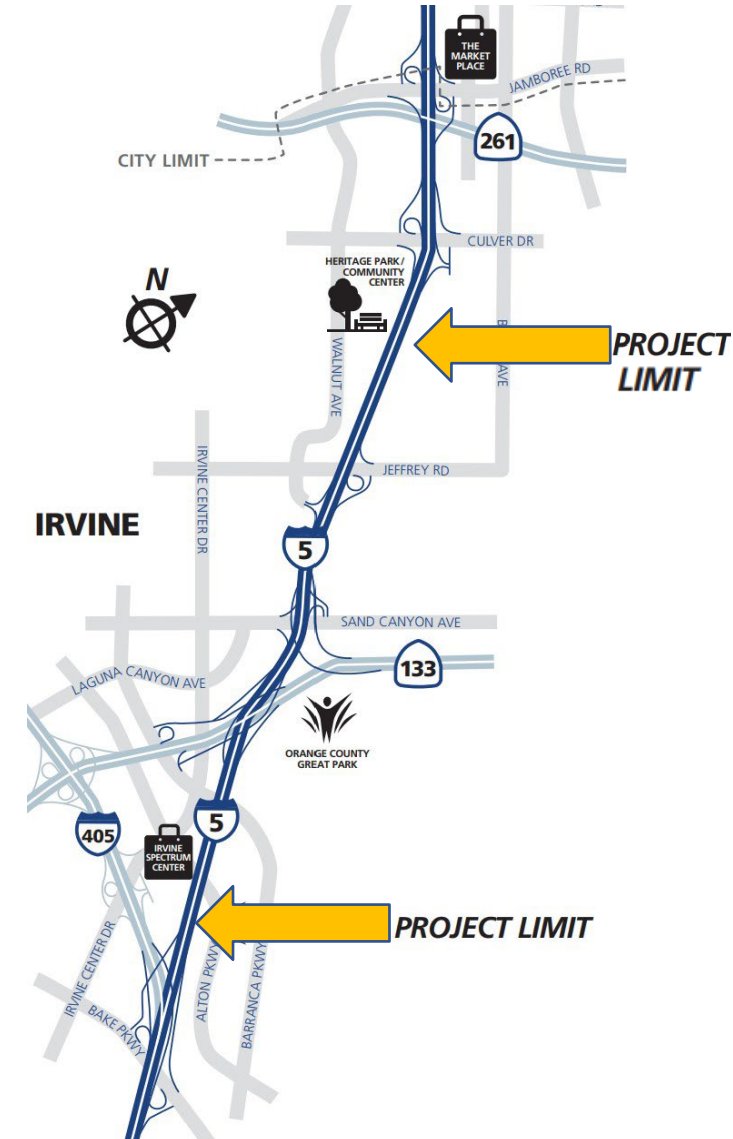 THE
MARKET
PLACE
JAMBOREE RD
261
CITY LIMIT
CULVER DR
HERITAGE PARK/
COMMUNITY
CENTER
N
WALNUT AVE
AVE
PROJECT
LIMIT
IRVINE CENTER DR
JEFFREY RD
IRVINE
5
SAND CANYON AVE
133
LAGUNA CANYON AVE
ORANGE COUNTY
GREAT PARK
405
5
IRVINE
SPECTRUM
CENTER
PROJECT LIMIT
IRVINE CENTER DR
ALTON PKWY
BARRANCA PKWY
BAKE PKWY